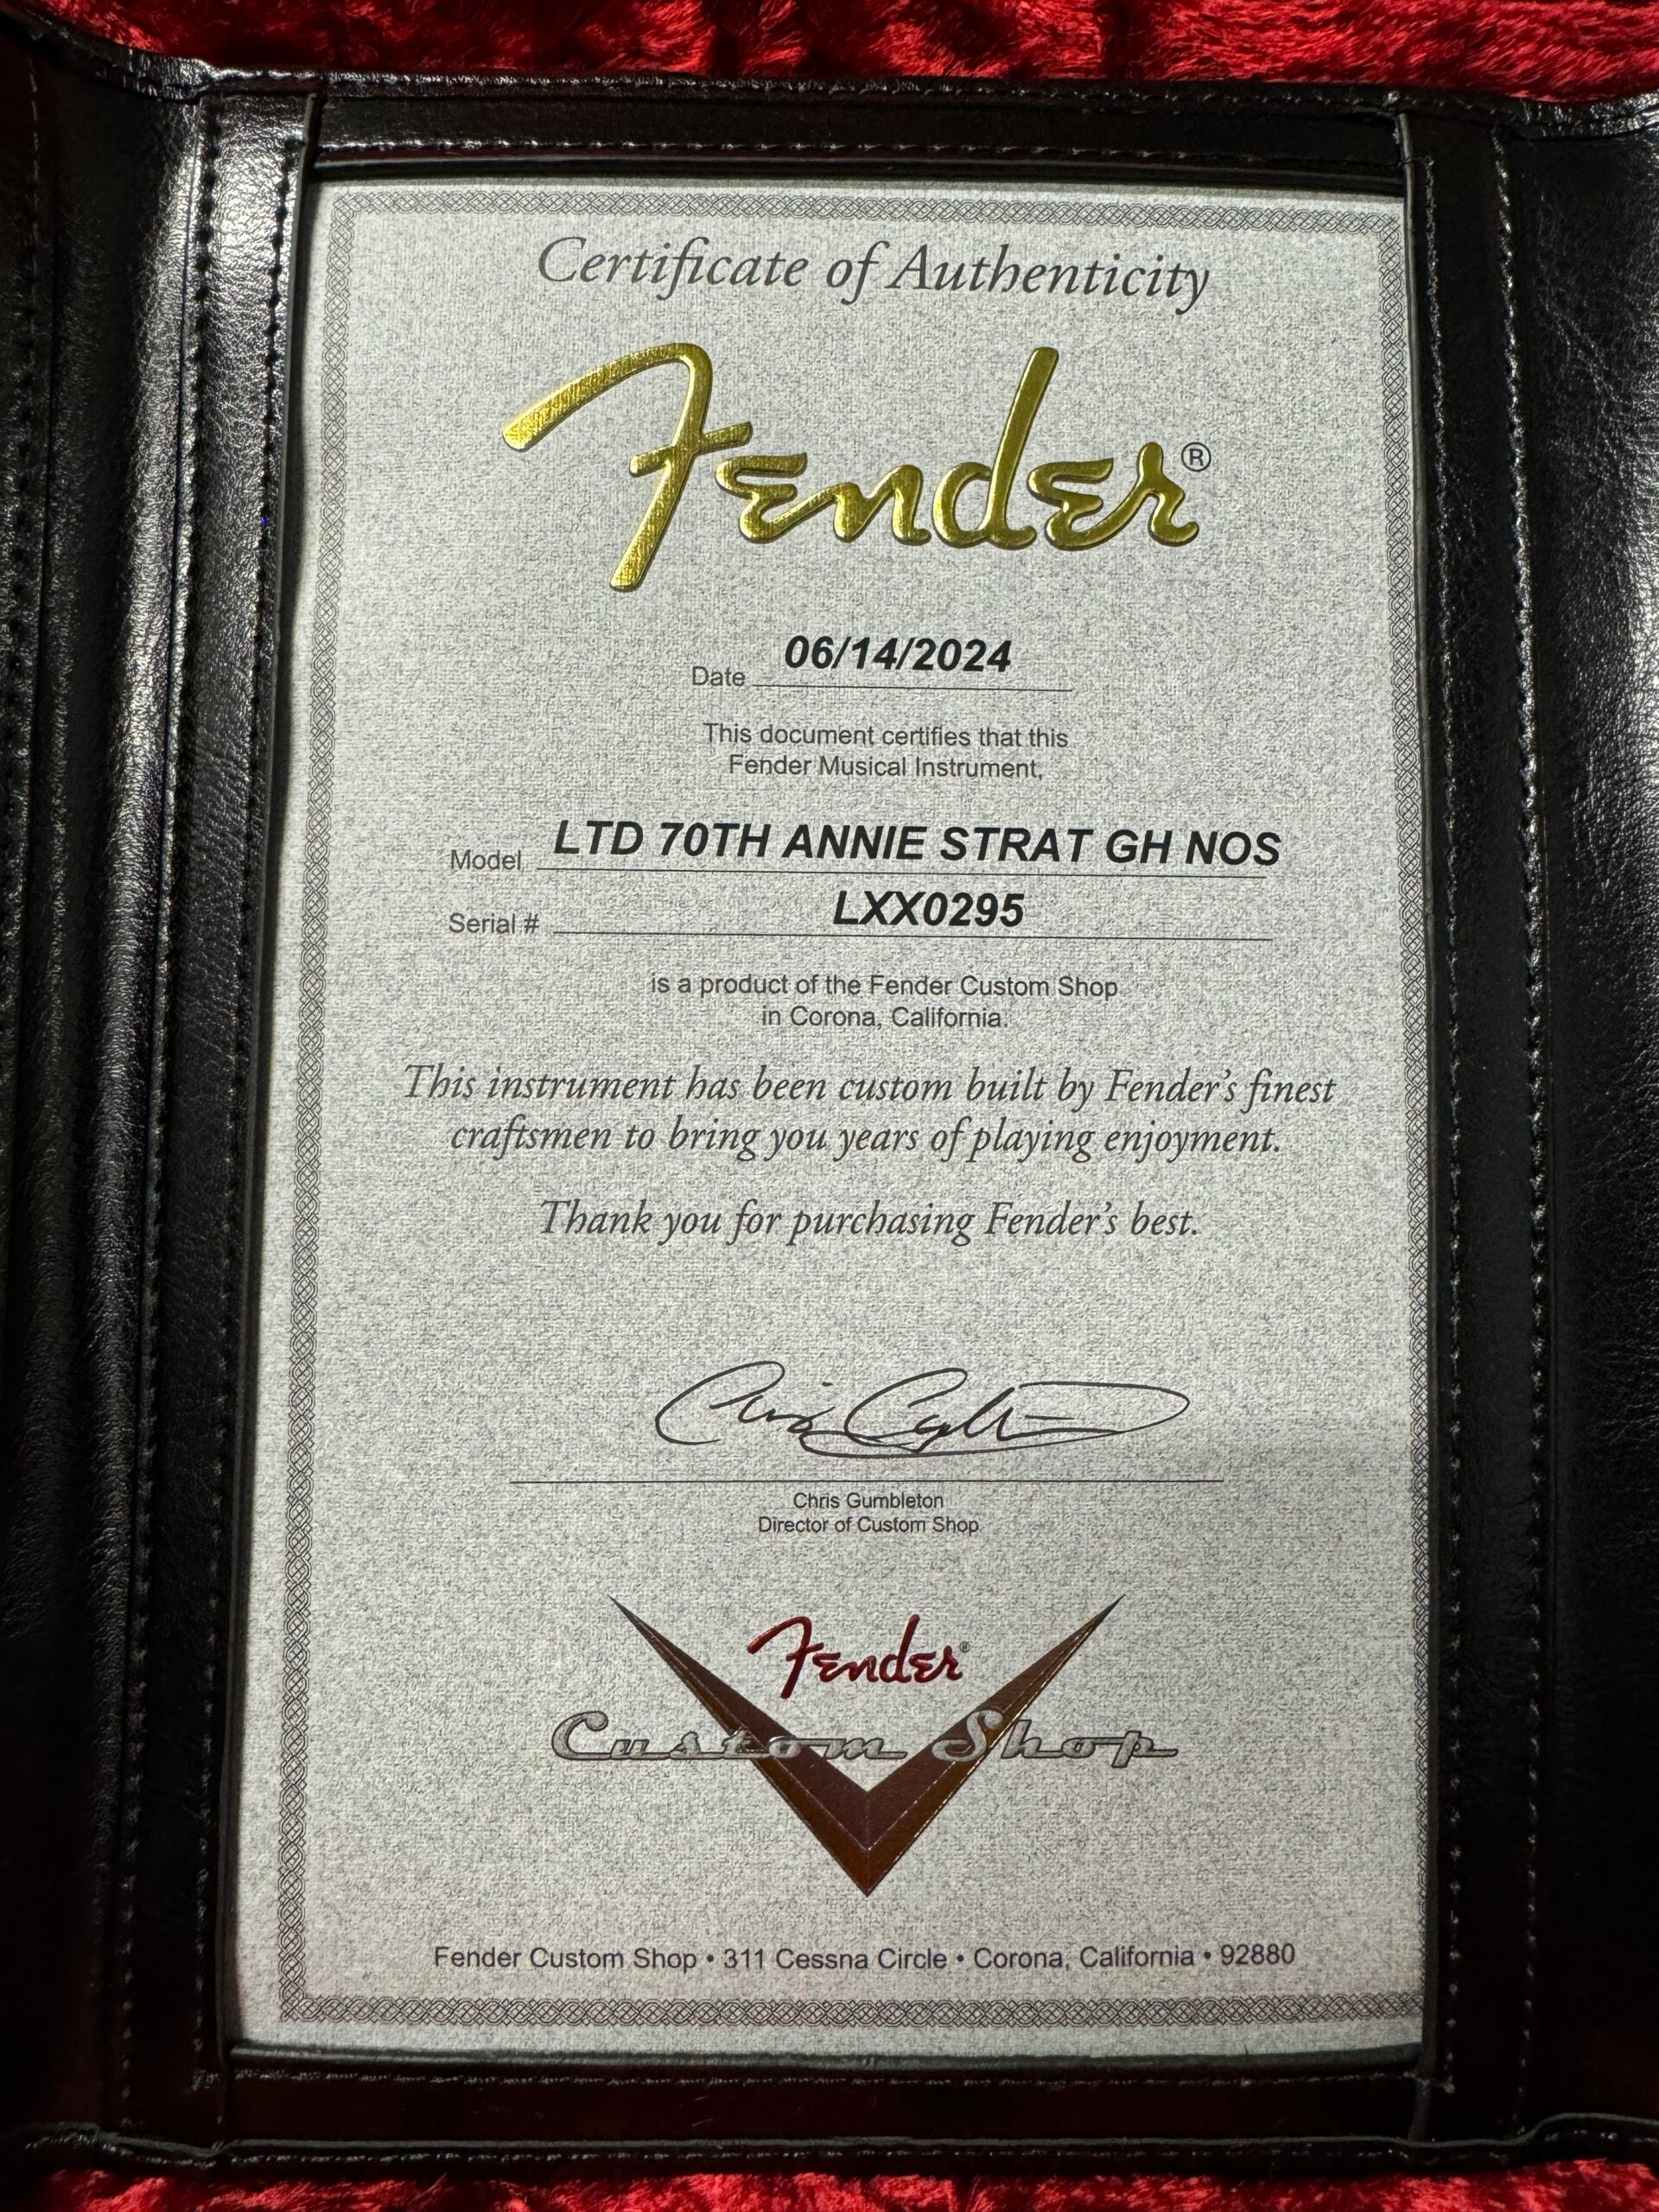 Certificate of Authenticity
Fender®
Date 06/14/2024
This document certifies that this
Fender Musical Instrument,
Model LTD 70TH ANNIE STRAT GH NOS
Serial # LXX0295
is a product of the Fender Custom Shop
in Corona, California.
This instrument has been custom built by Fender's finest
craftsmen to bring you years of playing enjoyment.
Thank you for purchasing Fender's best.
Chris Gumbleton
Director of Custom Shop
Fender®
Custom Shop
Fender Custom Shop • 311 Cessna Circle • Corona, California • 92880